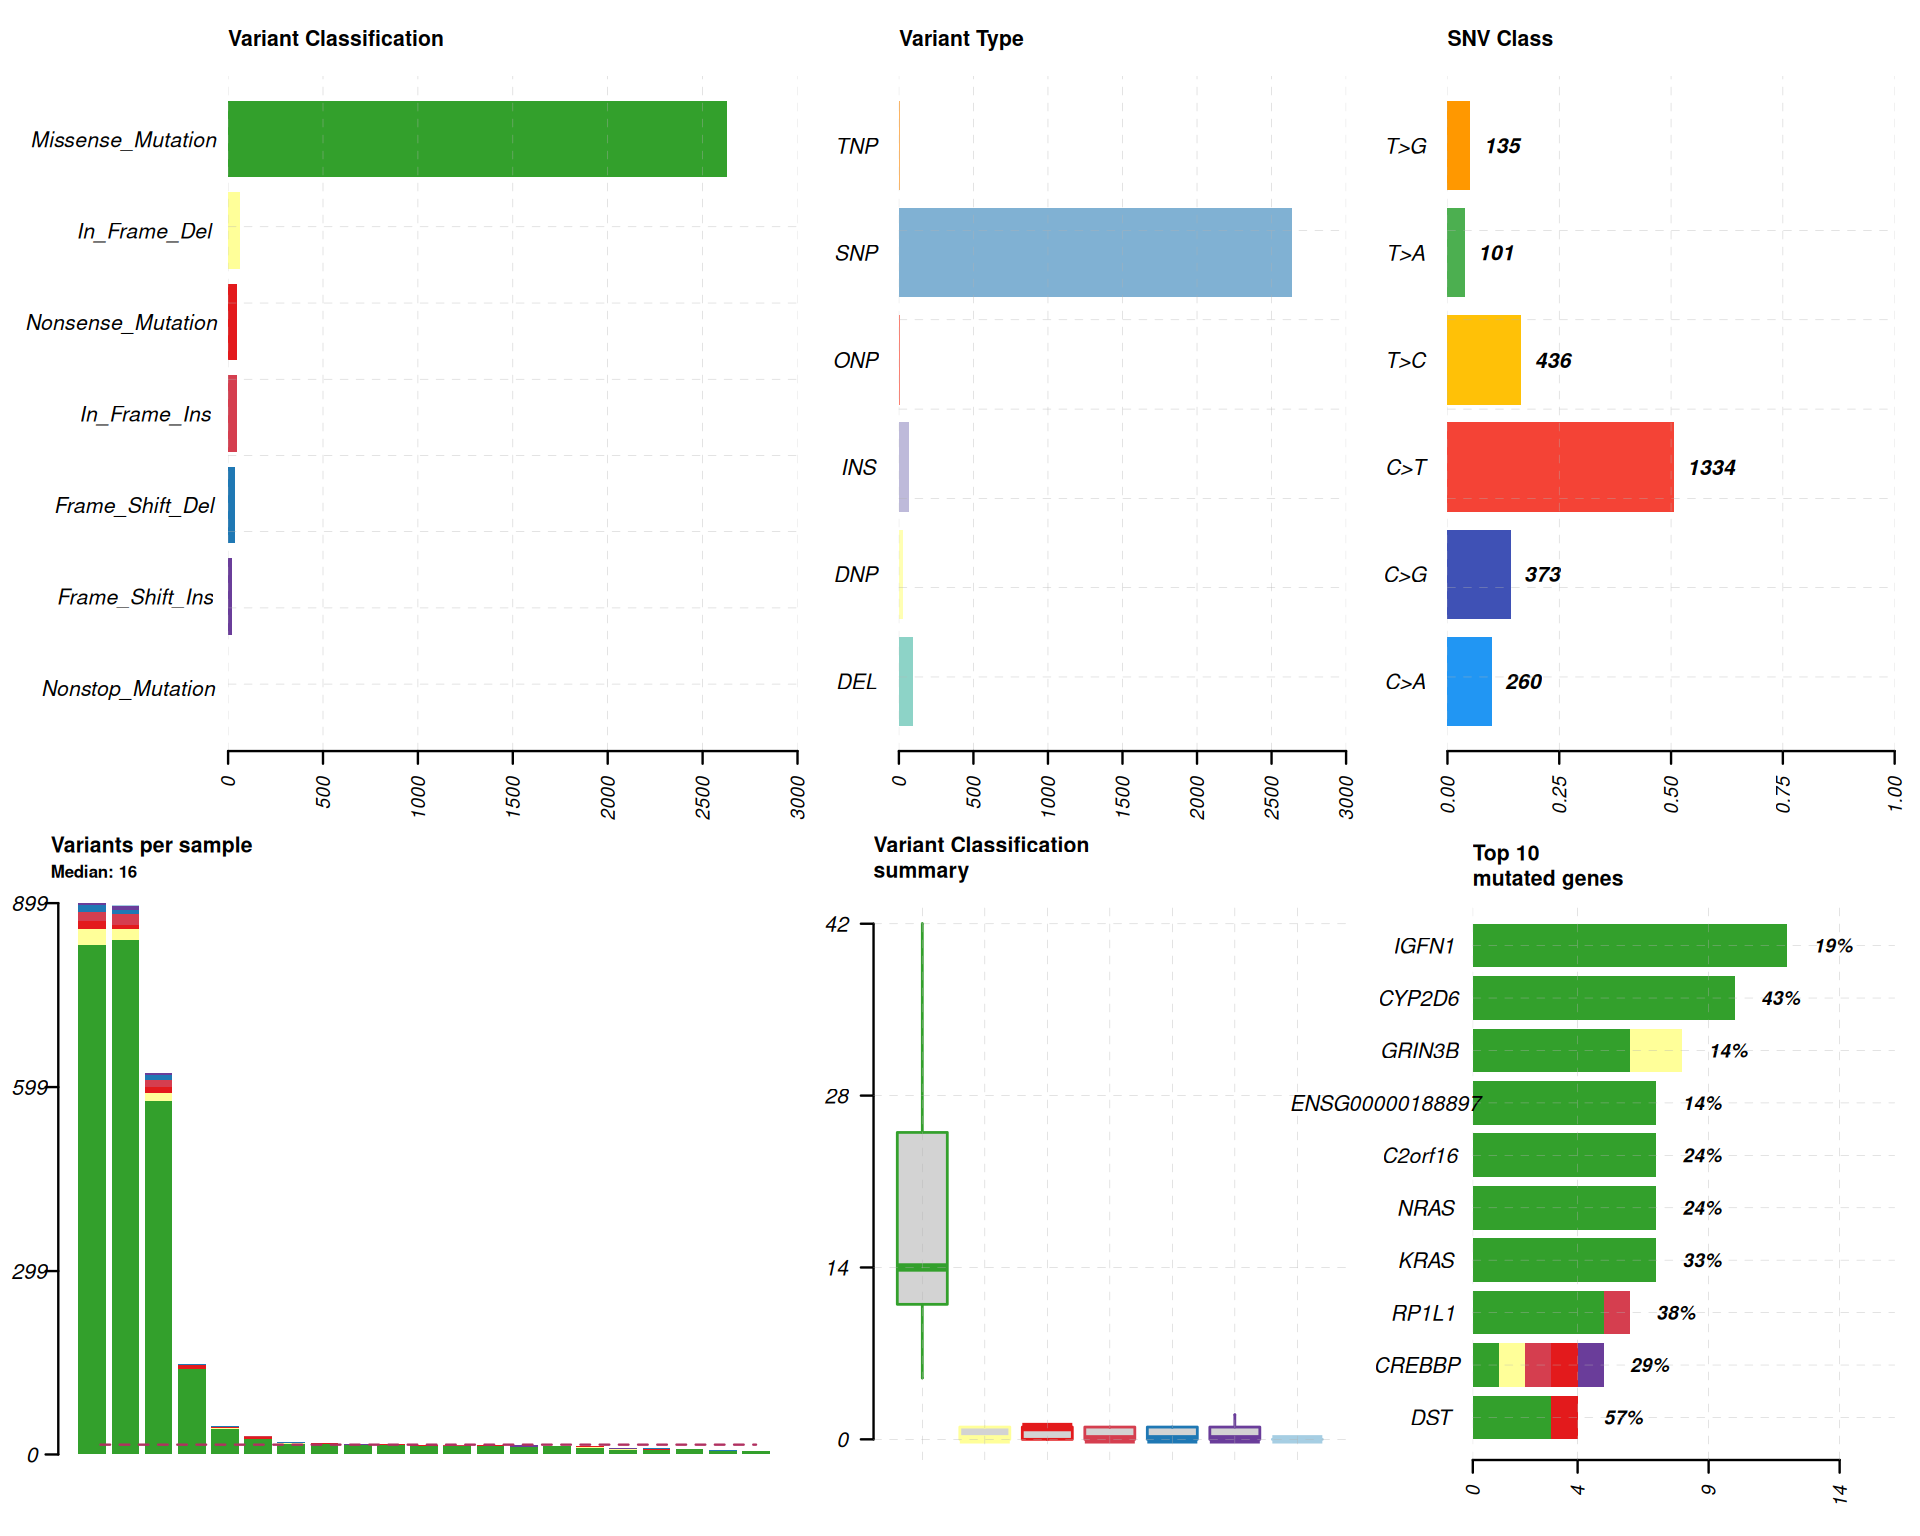 Variant Classification
Missense_Mutation
In_Frame_Del
Nonsense_Mutation
In_Frame_Ins
Frame_Shift_Del
Frame_Shift_Ins
Nonstop_Mutation
0
500
1000
1500
2000
2500
3000
Variant Type
TNP
SNP
ONP
INS
DNP
DEL
0
500
1000
1500
2000
2500
3000
SNV Class
T>G
135
T>A
101
T>C
436
C>T
1334
C>G
373
C>A
260
0.00
0.25
0.50
0.75
1.00
Variants per sample
Median: 16
899
599
299
0
Variant Classification
summary
42
28
14
0
Top 10
mutated genes
IGFN1
19%
CYP2D6
43%
GRIN3B
14%
ENSG00000188897
14%
C2orf16
24%
NRAS
24%
KRAS
33%
RP1L1
38%
CREBBP
29%
DST
57%
0
4
9
14